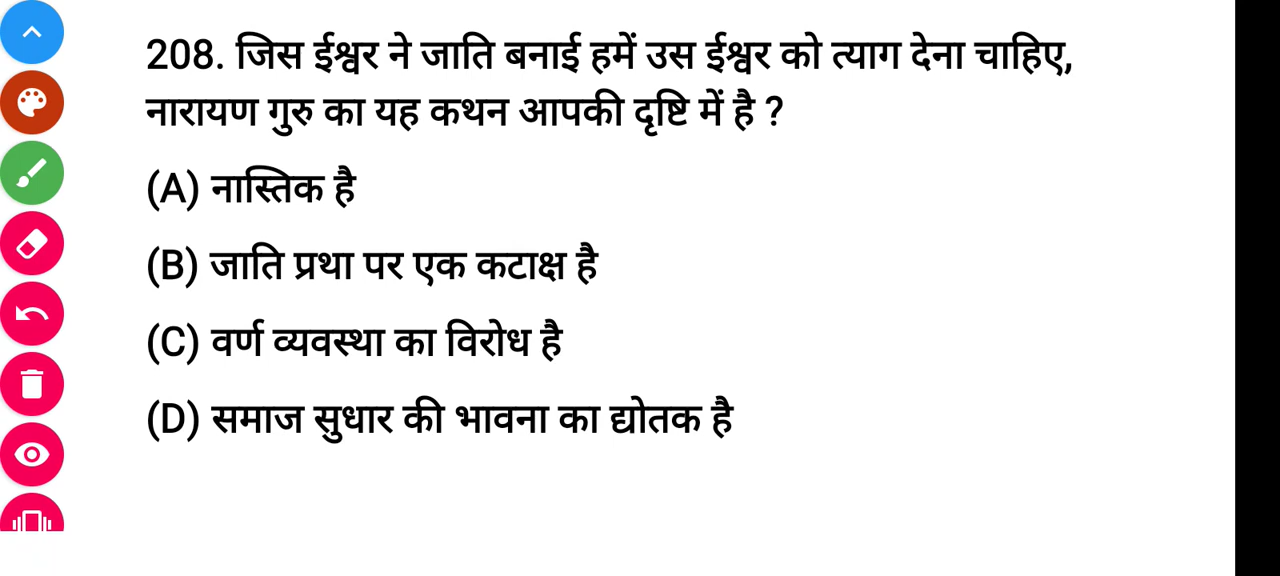 208. जिस ईश्वर ने जाति बनाई हमें उस ईश्वर को त्याग देना चाहिए,
नारायण गुरु का यह कथन आपकी दृष्टि में है ?
(A) नास्तिक है
(B) जाति प्रथा पर एक कटाक्ष है
(C) वर्ण व्यवस्था का विरोध है
(D) समाज सुधार की भावना का द्योतक है